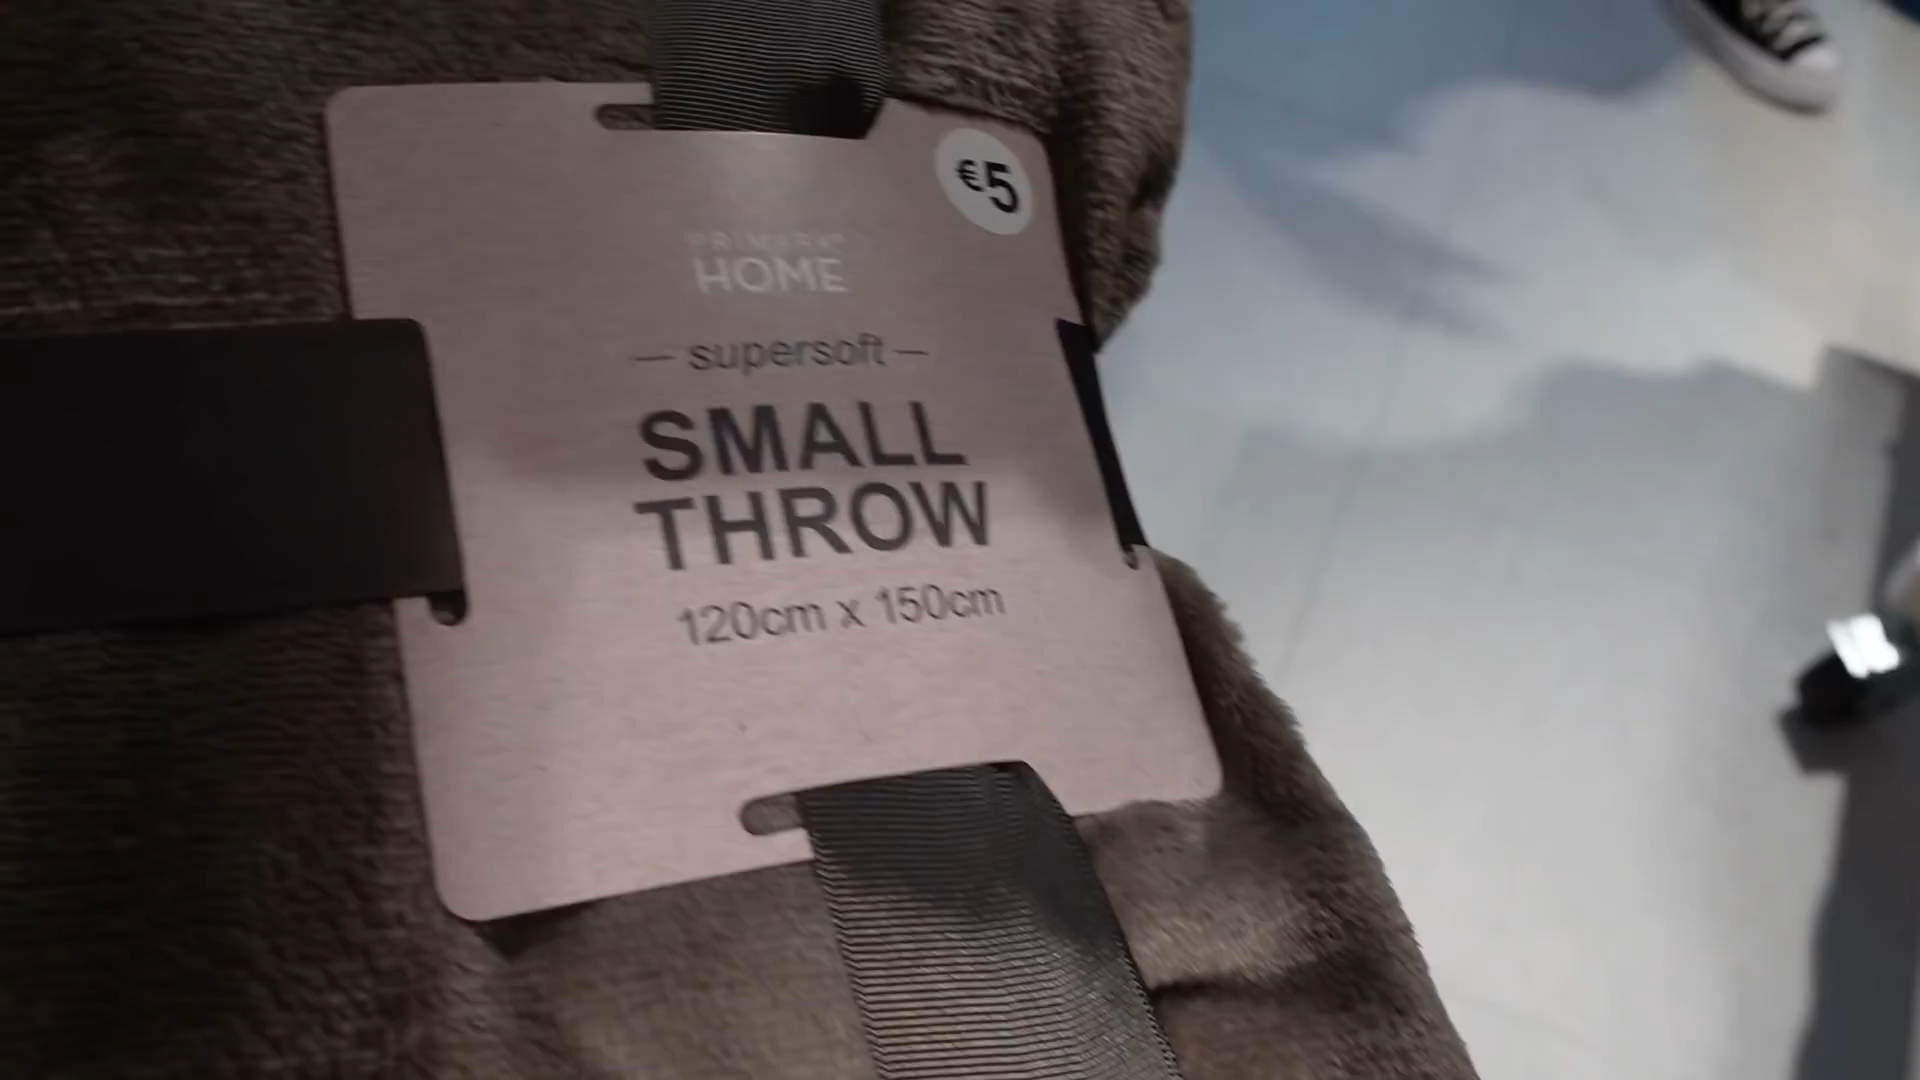 €5
PRIMARK
HOME
— supersoft —
SMALL
THROW
120cm x 150cm